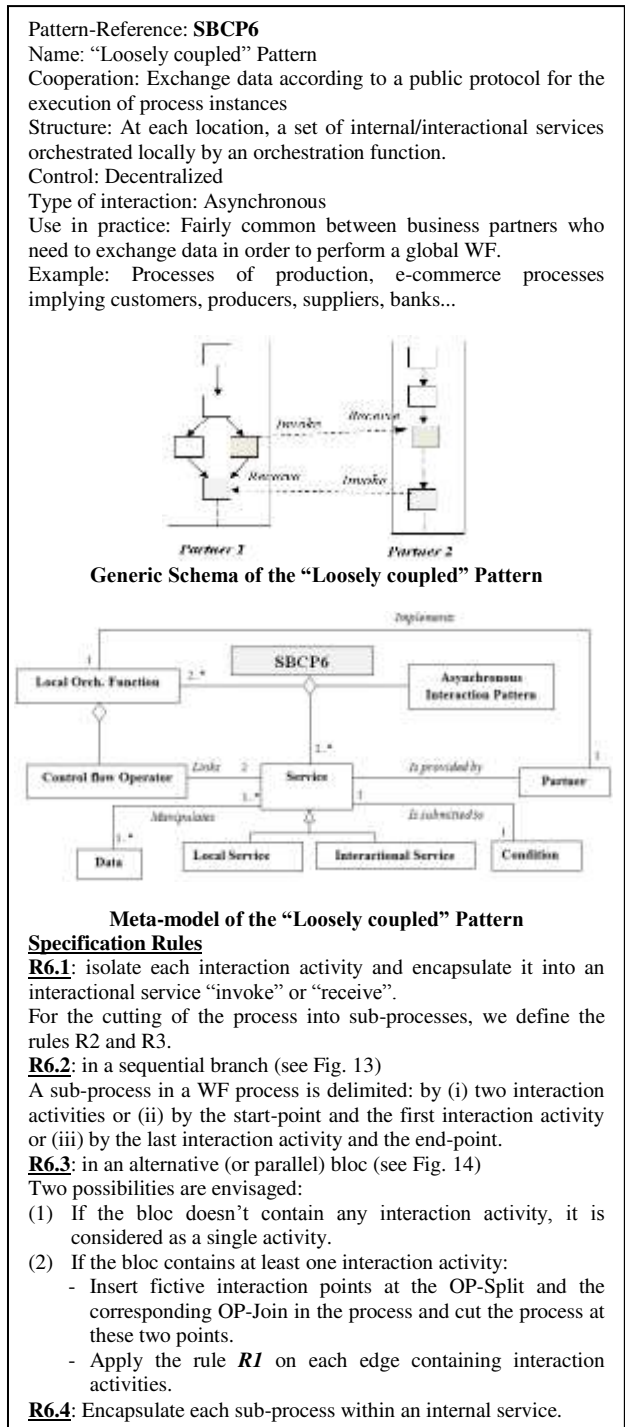 Pattern-Reference: SBCP6
Name: “Loosely coupled” Pattern
Cooperation: Exchange data according to a public protocol for the
execution of process instances
Structure: At each location, a set of internal/interactional services
orchestrated locally by an orchestration function.
Control: Decentralized
Type of interaction: Asynchronous
Use in practice: Fairly common between business partners who
need to exchange data in order to perform a global WF.
Example: Processes of production, e-commerce processes
implying customers, producers, suppliers, banks...
Invoke
Receive
Receive
Invoke
Partner 1
Partner 2
Generic Schema of the “Loosely coupled” Pattern
Implements
1
SBCP6
Local Orch. Function
2..*
Asynchronous
Interaction Pattern
2..*
1
Control flow Operator
Links
2
Service
Is provided by
Partner
1..*
1
Manipulates
Is submitted to
1..*
1
Data
Local Service
Interactional Service
Condition
Meta-model of the “Loosely coupled” Pattern
Specification Rules
R6.1: isolate each interaction activity and encapsulate it into an
interactional service “invoke” or “receive”.
For the cutting of the process into sub-processes, we define the
rules R2 and R3.
R6.2: in a sequential branch (see Fig. 13)
A sub-process in a WF process is delimited: by (i) two interaction
activities or (ii) by the start-point and the first interaction activity
or (iii) by the last interaction activity and the end-point.
R6.3: in an alternative (or parallel) bloc (see Fig. 14)
Two possibilities are envisaged:
(1) If the bloc doesn’t contain any interaction activity, it is
considered as a single activity.
(2) If the bloc contains at least one interaction activity:
- Insert fictive interaction points at the OP-Split and the
corresponding OP-Join in the process and cut the process at
these two points.
- Apply the rule R1 on each edge containing interaction
activities.
R6.4: Encapsulate each sub-process within an internal service.